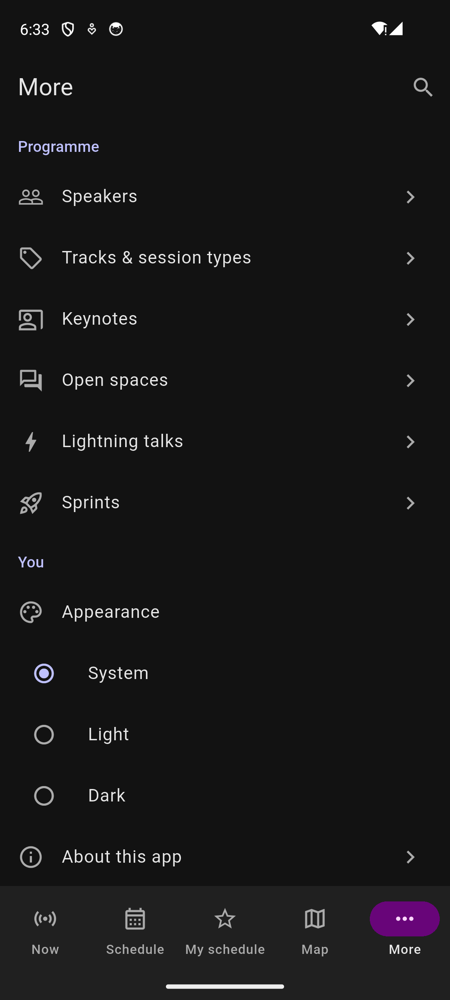 6:33
More
Programme
Speakers
Tracks & session types
Keynotes
Open spaces
Lightning talks
Sprints
You
Appearance
System
Light
Dark
About this app
Now
Schedule
My schedule
Map
More